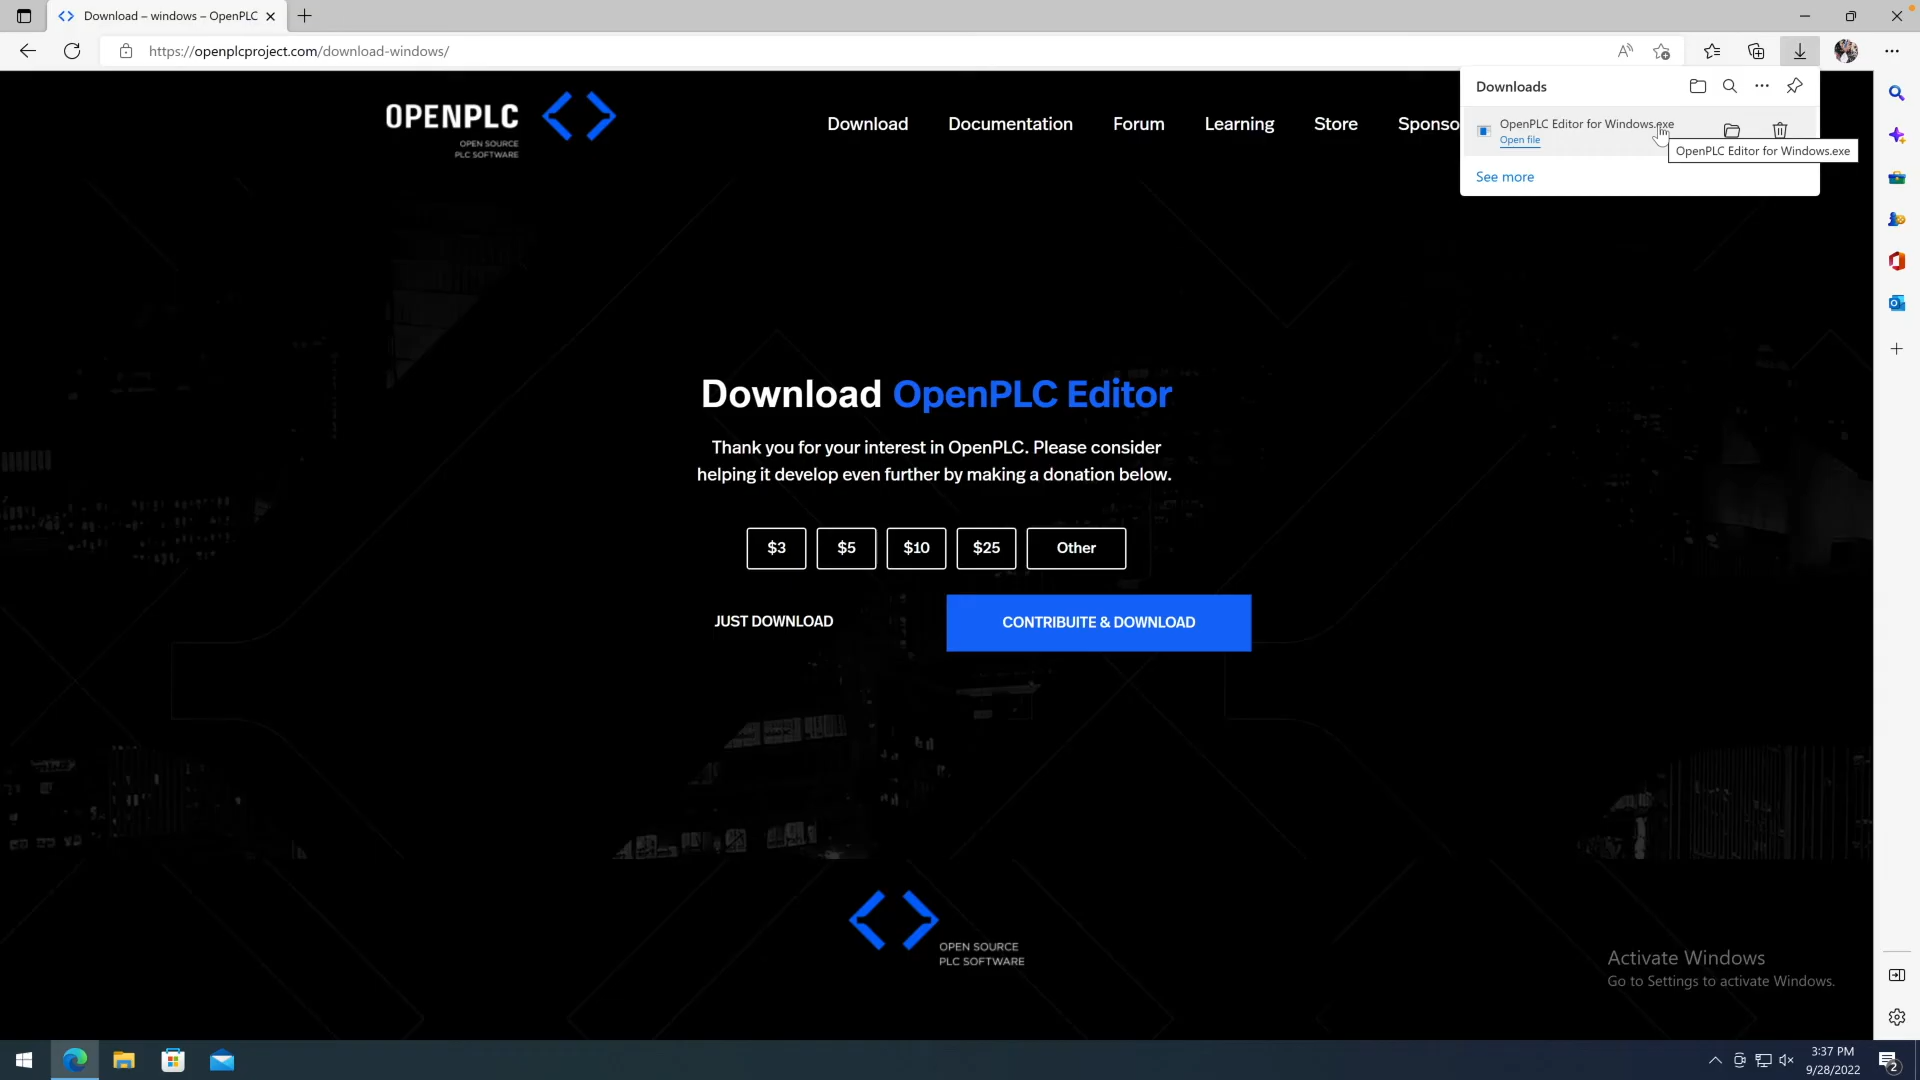 Download – windows – OpenPLC
https://openplcproject.com/download-windows/
Downloads
OpenPLC Editor for Windows.exe
Open file
OpenPLC Editor for Windows.exe
See more
OPENPLC
OPEN SOURCE
PLC SOFTWARE
Download Documentation Forum Learning Store Sponso
Download OpenPLC Editor
Thank you for your interest in OpenPLC. Please consider
helping it develop even further by making a donation below.
$3 $5 $10 $25 Other
JUST DOWNLOAD CONTRIBUITE & DOWNLOAD
OPEN SOURCE
PLC SOFTWARE
Activate Windows
Go to Settings to activate Windows.
3:37 PM
9/28/2022
2